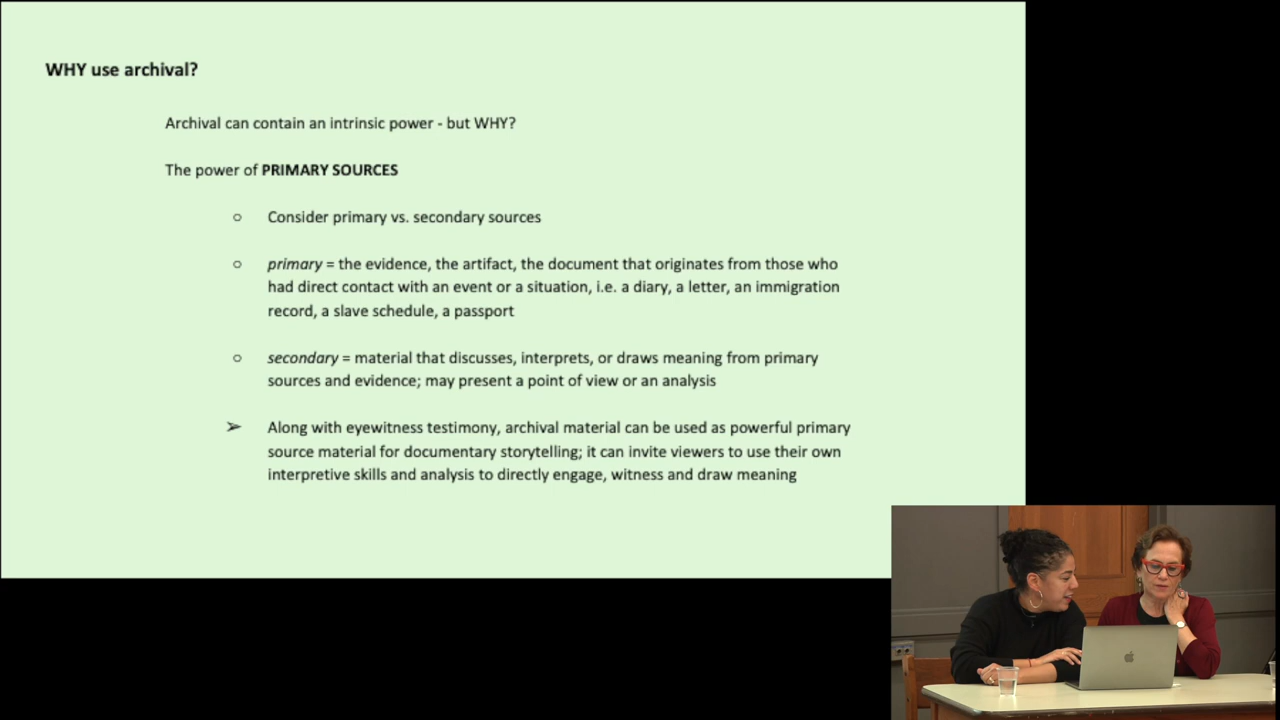 WHY use archival?
Archival can contain an intrinsic power - but WHY?
The power of PRIMARY SOURCES
Consider primary vs. secondary sources
primary = the evidence, the artifact, the document that originates from those who
had direct contact with an event or a situation, i.e. a diary, a letter, an immigration
record, a slave schedule, a passport
secondary = material that discusses, interprets, or draws meaning from primary
sources and evidence; may present a point of view or an analysis
Along with eyewitness testimony, archival material can be used as powerful primary
source material for documentary storytelling; it can invite viewers to use their own
interpretive skills and analysis to directly engage, witness and draw meaning